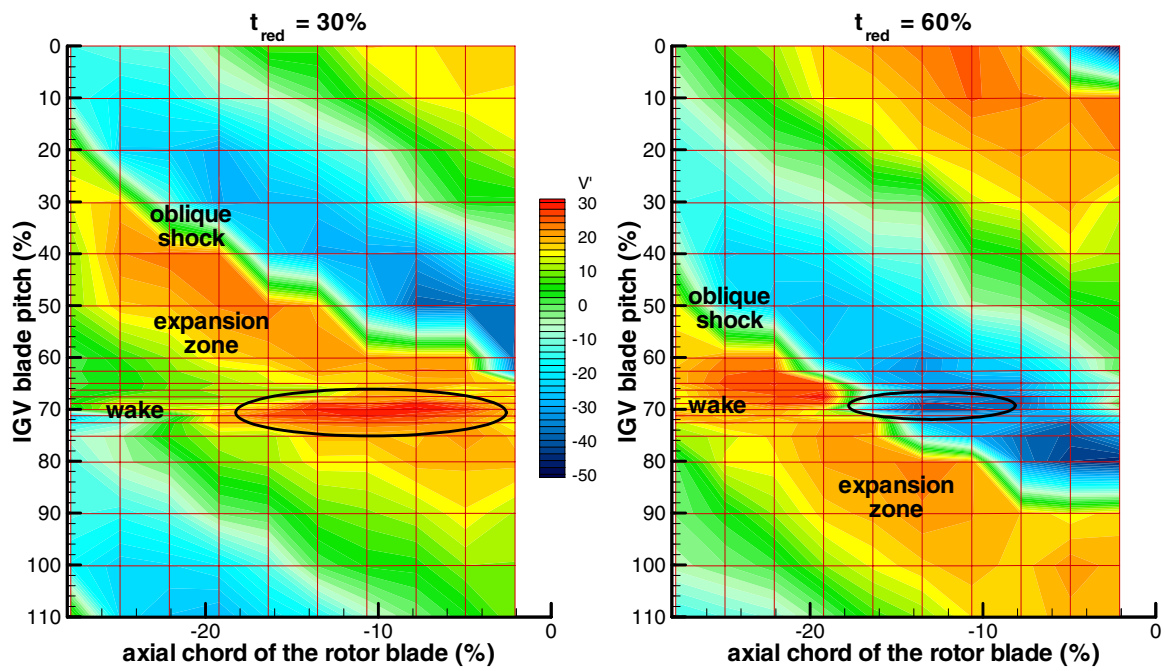 t_red = 30%
t_red = 60%
0
10
20
30
40
50
60
70
80
90
100
110
IGV blade pitch (%)
oblique
shock
expansion
zone
wake
-20
-10
0
axial chord of the rotor blade (%)
V'
30
20
10
0
-10
-20
-30
-40
-50
0
10
20
30
40
50
60
70
80
90
100
110
IGV blade pitch (%)
oblique
shock
wake
expansion
zone
-20
-10
0
axial chord of the rotor blade (%)